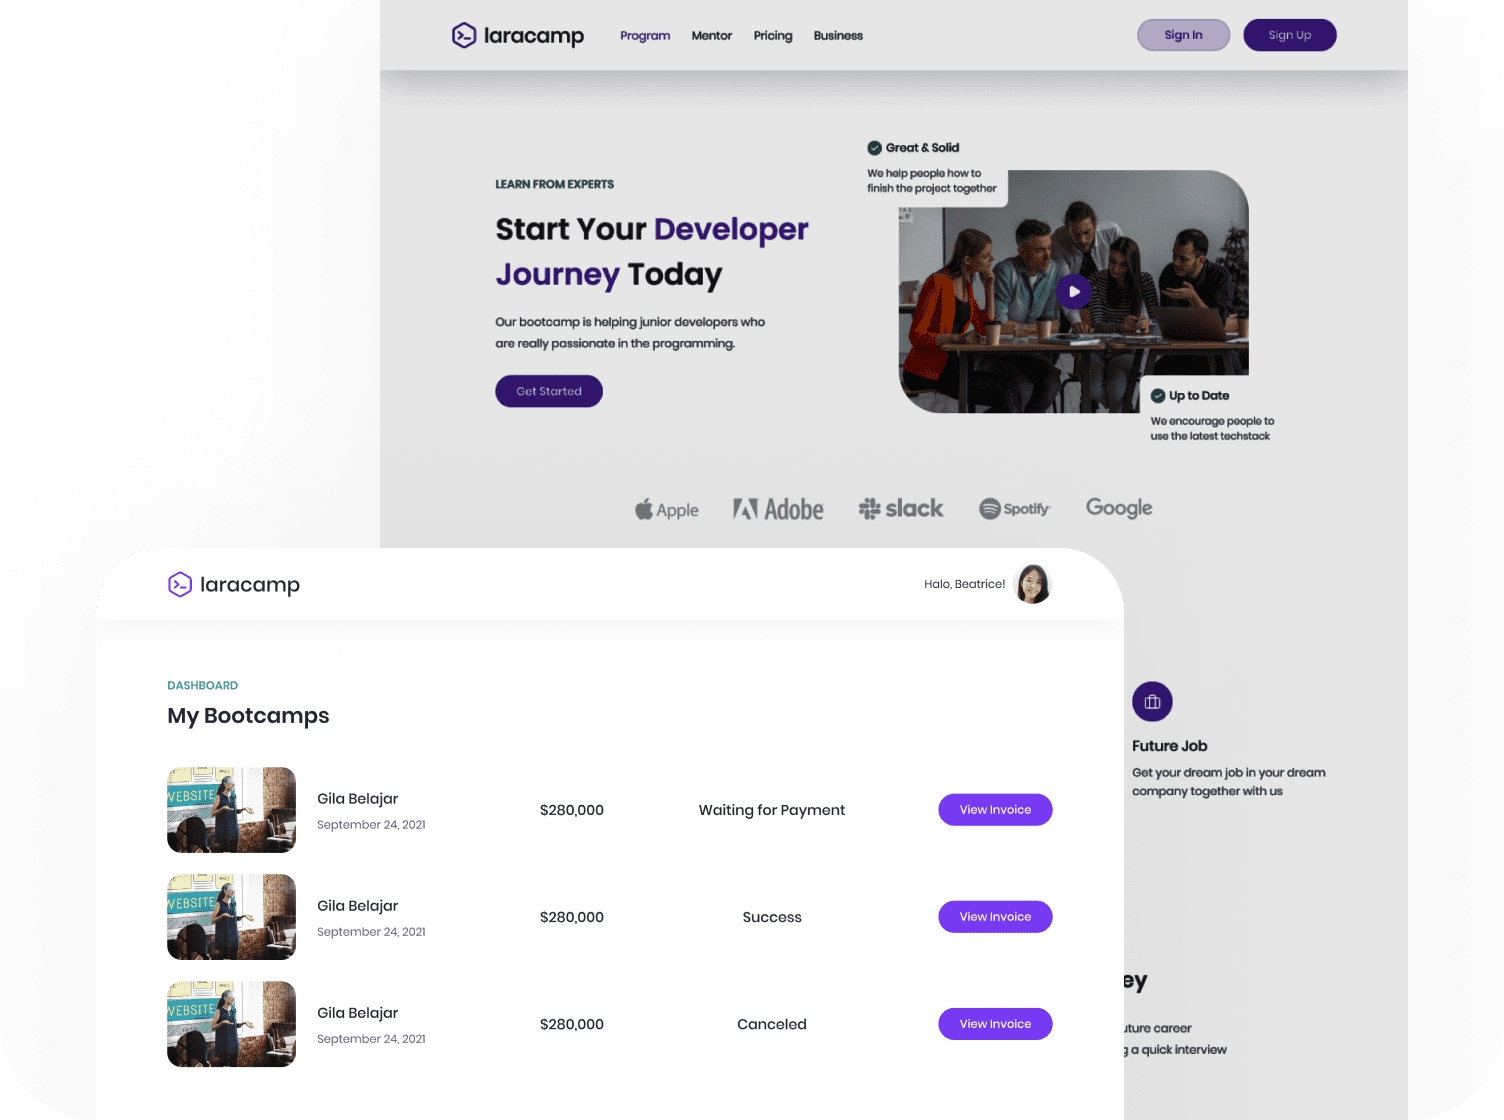 laracamp
Program
Mentor
Pricing
Business
Sign In
Sign Up
Great & Solid
We help people how to
finish the project together
LEARN FROM EXPERTS
Start Your Developer
Journey Today
Our bootcamp is helping junior developers who
are really passionate in the programming.
Get Started
Up to Date
We encourage people to
use the latest techstack
Apple
Adobe
slack
Spotify
Google
laracamp
Halo, Beatrice!
DASHBOARD
My Bootcamps
WEBSITE
Gila Belajar
September 24, 2021
$280,000
Waiting for Payment
View Invoice
WEBSITE
Gila Belajar
September 24, 2021
$280,000
Success
View Invoice
WEBSITE
Gila Belajar
September 24, 2021
$280,000
Canceled
View Invoice
Future Job
Get your dream job in your dream
company together with us
ey
uture career
g a quick interview